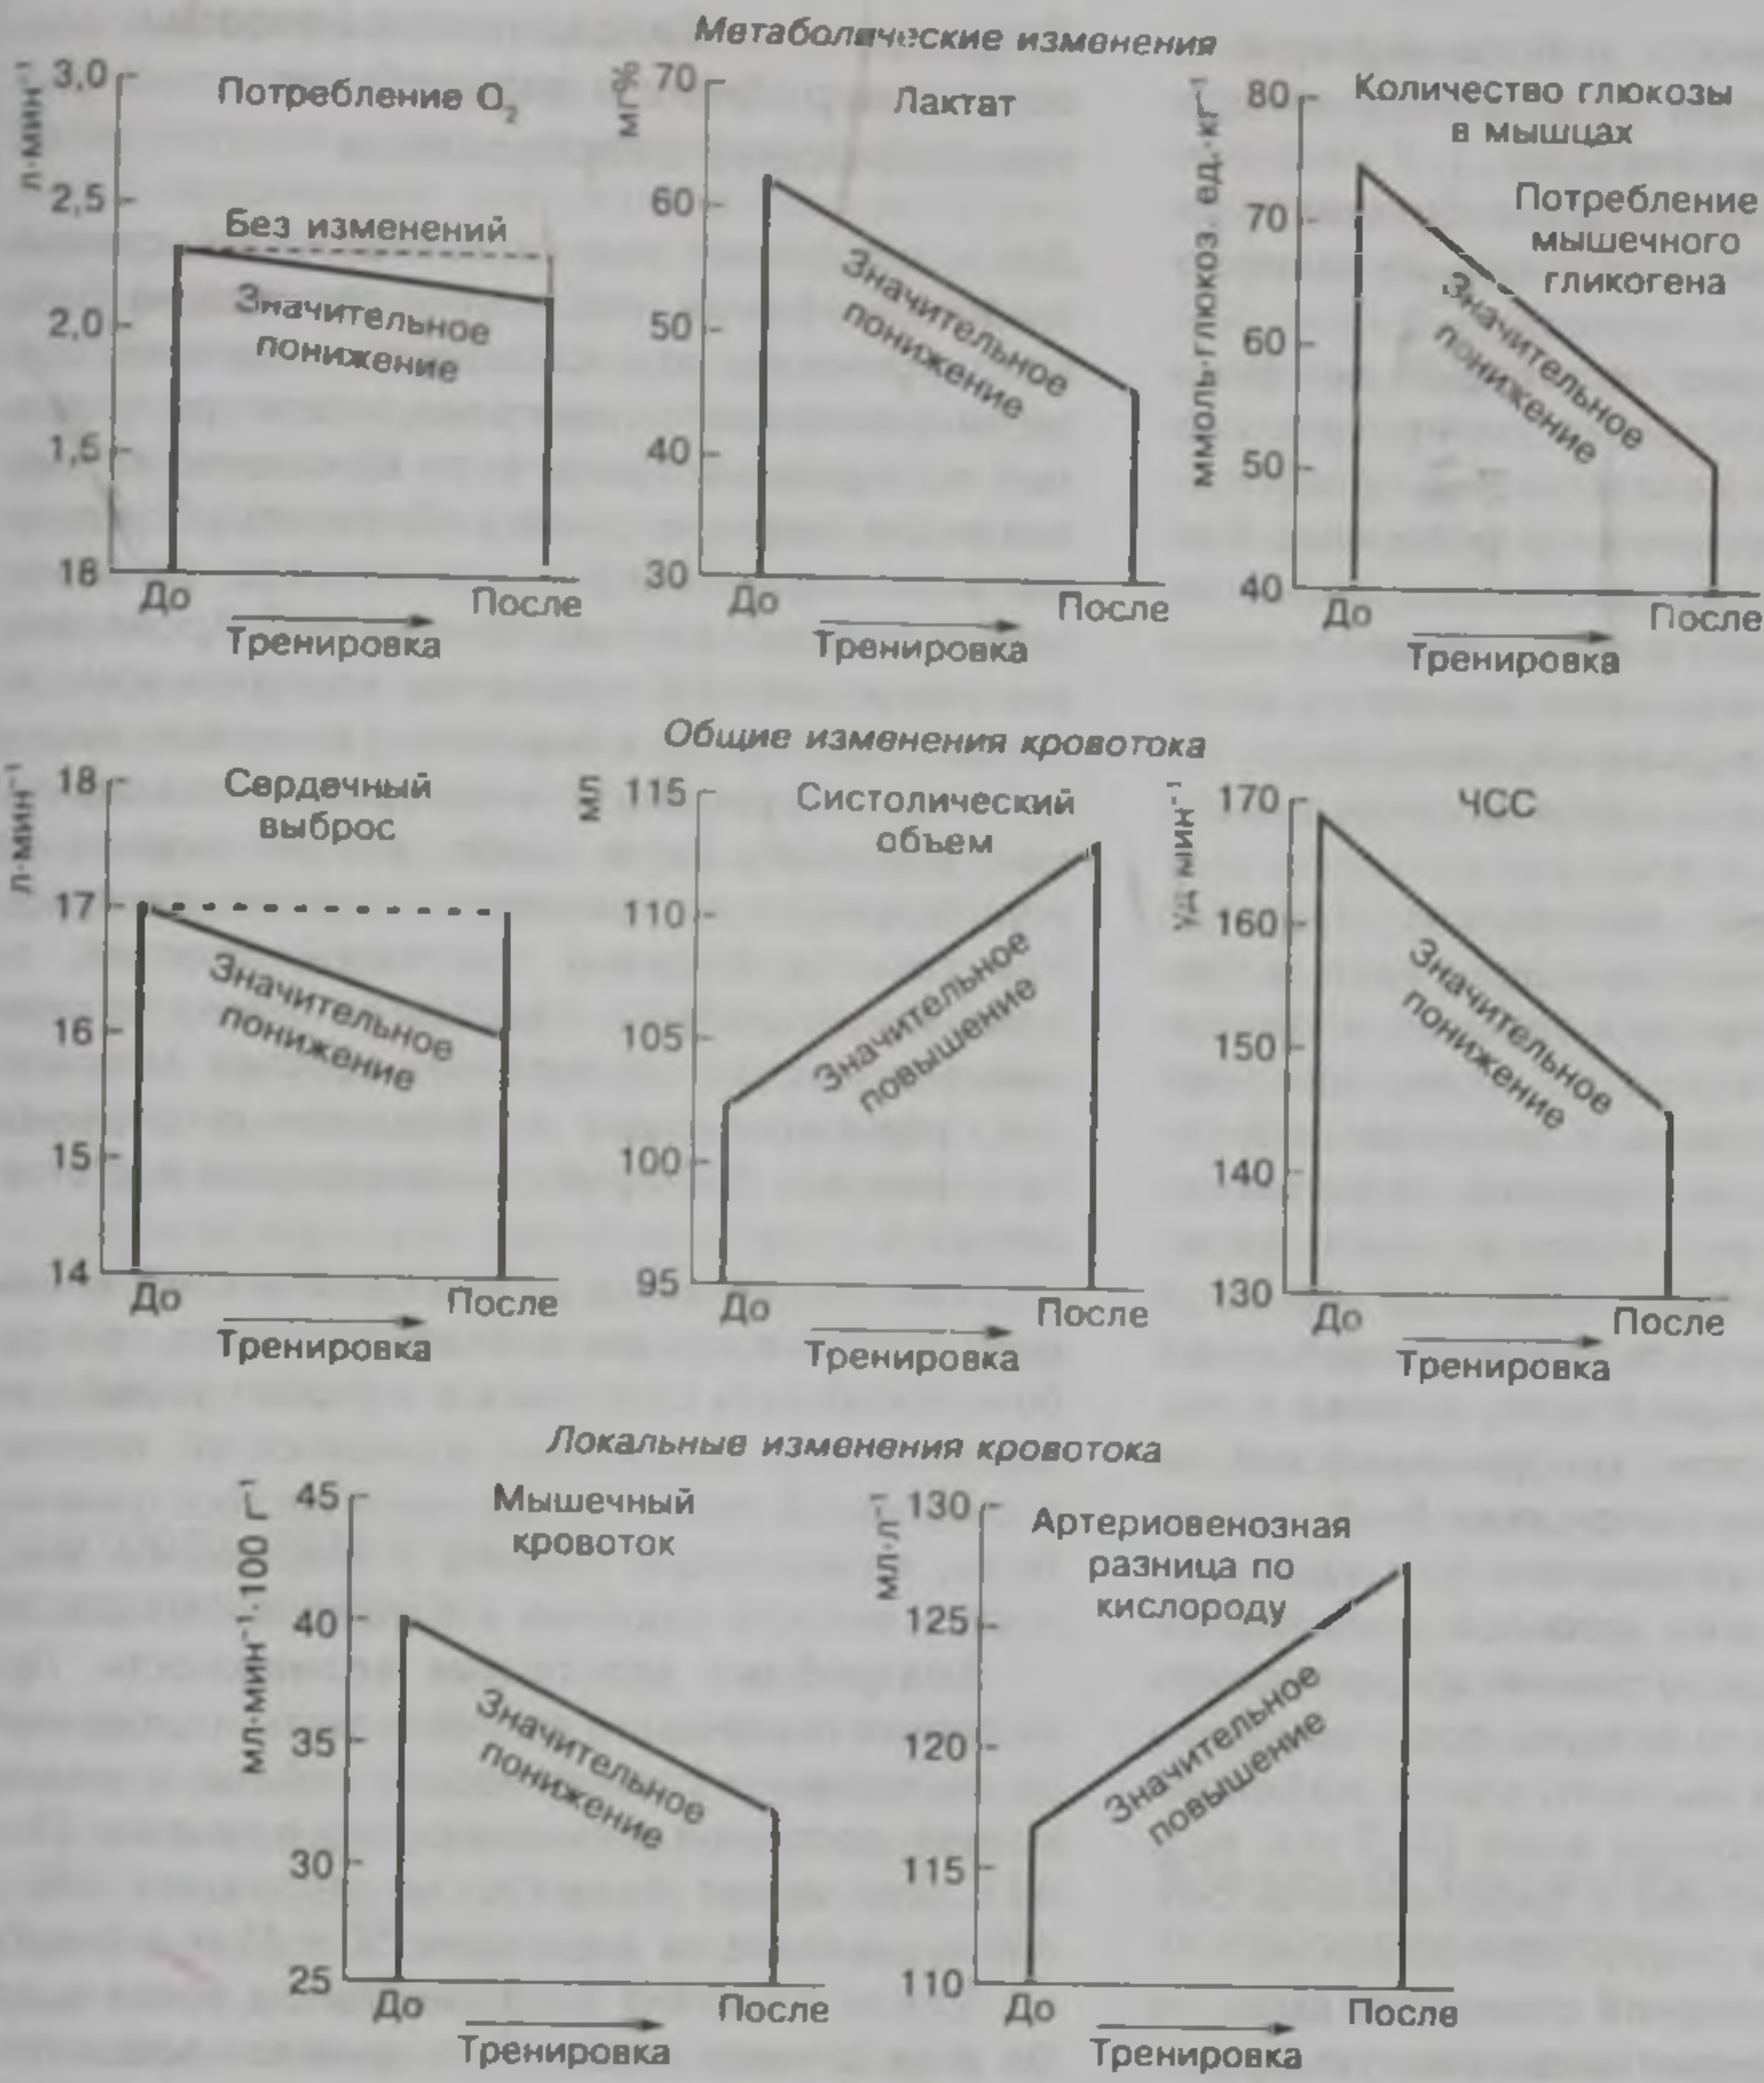 Метаболические изменения
Потребление O₂
л·мин⁻¹
3,0
2,5
2,0
1,5
18
Без изменений
Значительное
понижение
До
После
Тренировка
Лактат
мг%
70
60
50
40
30
Значительное
понижение
До
После
Тренировка
Количество глюкозы
в мышцах
ммоль·глюкоз. ед.·кг⁻¹
80
70
60
50
40
Потребление
мышечного
гликогена
Значительное
понижение
До
После
Тренировка
Общие изменения кровотока
Сердечный
выброс
л·мин⁻¹
18
17
16
15
14
Значительное
понижение
До
После
Тренировка
Систолический
объем
мл
115
110
105
100
95
Значительное
повышение
До
После
Тренировка
ЧСС
уд·мин⁻¹
170
160
150
140
130
Значительное
понижение
До
После
Тренировка
Локальные изменения кровотока
Мышечный
кровоток
мл·мин⁻¹·100 г⁻¹
45
40
35
30
25
Значительное
понижение
До
После
Тренировка
Артериовенозная
разница по
кислороду
мл·л⁻¹
130
125
120
115
110
Значительное
повышение
До
После
Тренировка